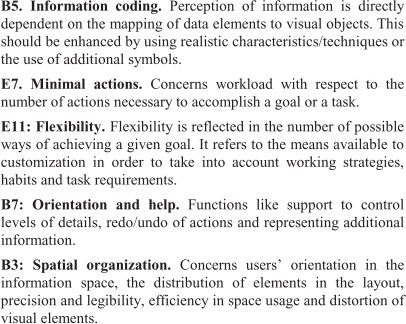 B5. Information coding. Perception of information is directly
dependent on the mapping of data elements to visual objects. This
should be enhanced by using realistic characteristics/techniques or
the use of additional symbols.
E7. Minimal actions. Concerns workload with respect to the
number of actions necessary to accomplish a goal or a task.
E11: Flexibility. Flexibility is reflected in the number of possible
ways of achieving a given goal. It refers to the means available to
customization in order to take into account working strategies,
habits and task requirements.
B7: Orientation and help. Functions like support to control
levels of details, redo/undo of actions and representing additional
information.
B3: Spatial organization. Concerns users' orientation in the
information space, the distribution of elements in the layout,
precision and legibility, efficiency in space usage and distortion of
visual elements.